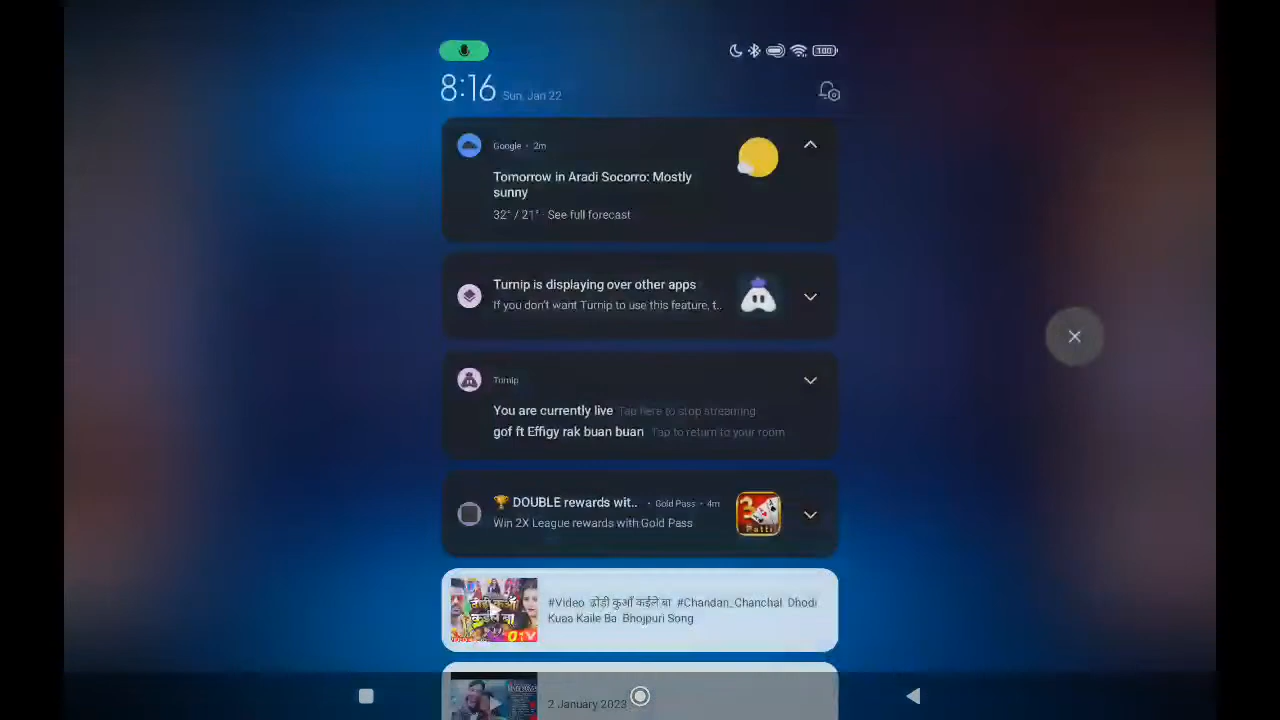 100
8:16 Sun, Jan 22
Google • 2m
Tomorrow in Aradi Socorro: Mostly
sunny
32° / 21° · See full forecast
Turnip is displaying over other apps
If you don't want Turnip to use this feature, t..
Turnip
You are currently live Tap here to stop streaming
gof ft Effigy rak buan buan Tap to return to your room
🏆 DOUBLE rewards wit.. • Gold Pass • 4m
Win 2X League rewards with Gold Pass
3
Patti
#Video ढोंड़ी कुआँ कईले बा #Chandan_Chanchal Dhodi
Kuaa Kaile Ba Bhojpuri Song
2 January 2023